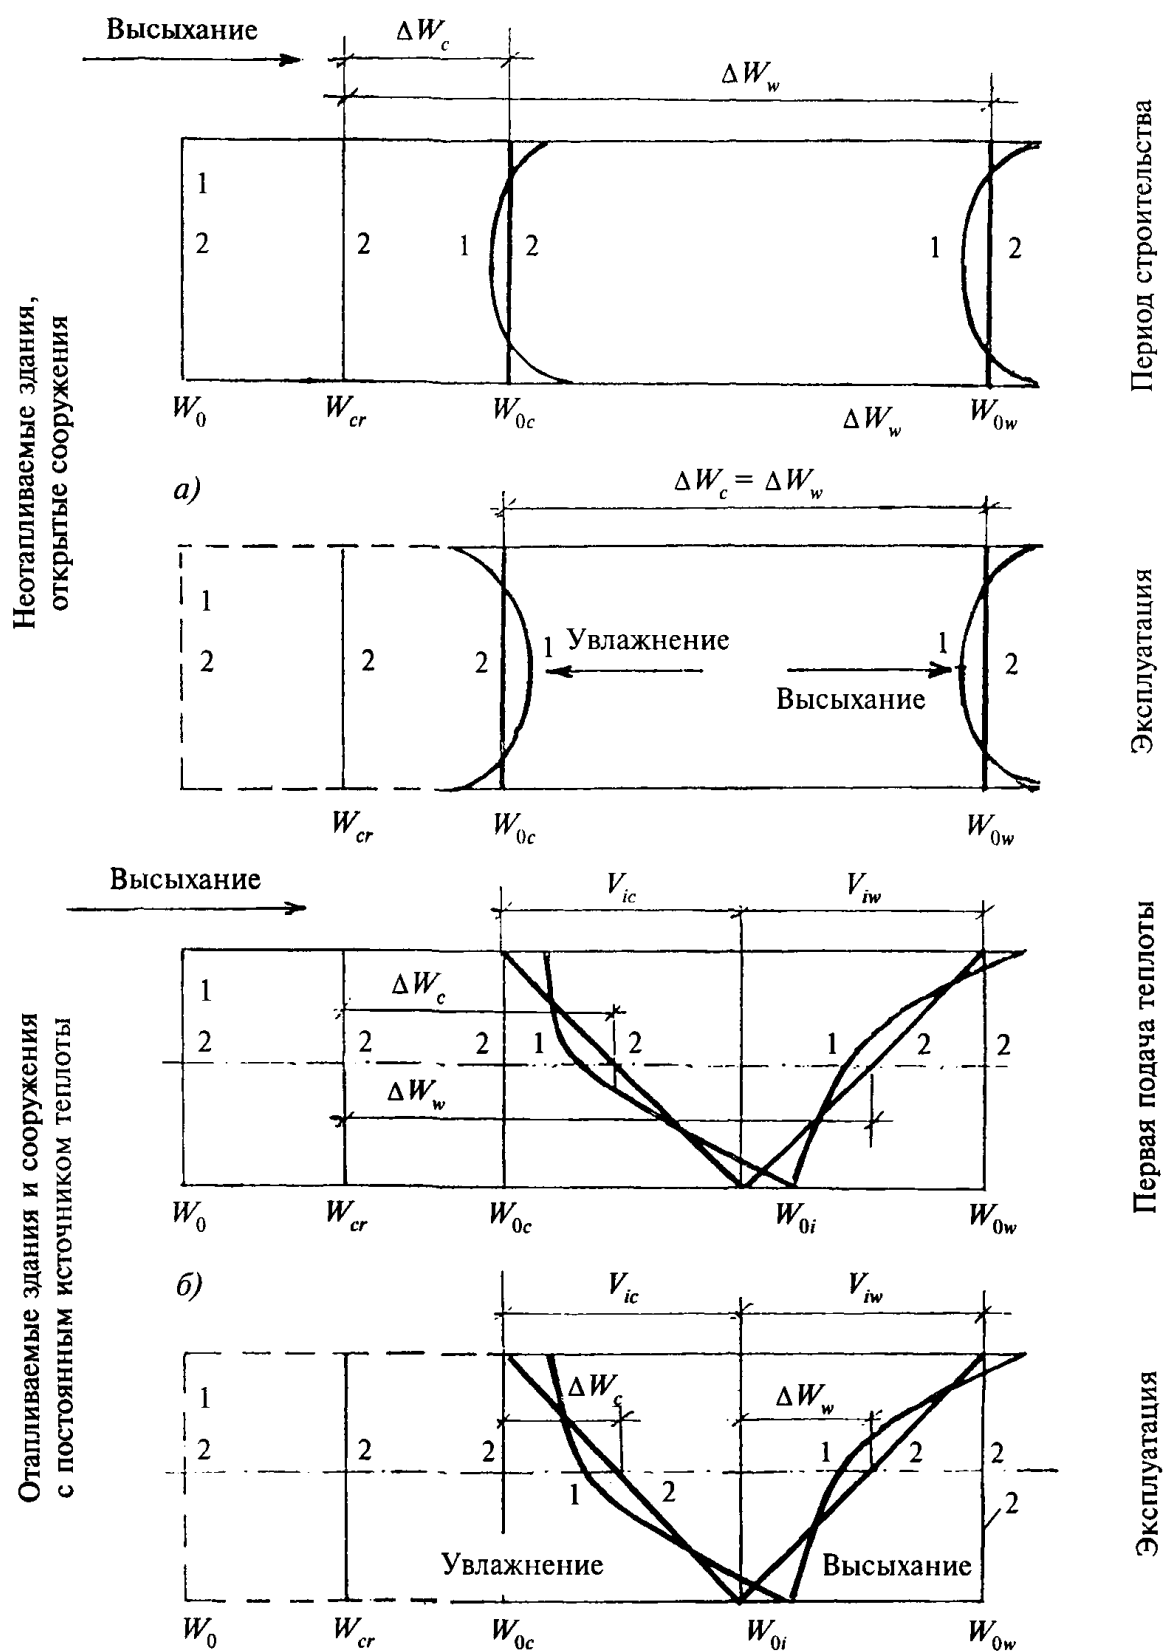 Высыхание
ΔW_c
ΔW_w
1
2
2
1
2
1
2
W_0
W_cr
W_0c
ΔW_w
W_0w
Неотапливаемые здания,
открытые сооружения
Период строительства
а)
ΔW_c = ΔW_w
1
2
2
2
1
Увлажнение
Высыхание
1
2
W_cr
W_0c
W_0w
Эксплуатация
Высыхание
V_ic
V_iw
1
2
2
2
ΔW_c
1
2
1
2
2
ΔW_w
W_0
W_cr
W_0c
W_0i
W_0w
Отапливаемые здания и сооружения
с постоянным источником теплоты
Первая подача теплоты
б)
V_ic
V_iw
1
2
2
2
ΔW_c
ΔW_w
1
2
1
2
2
2
Увлажнение
Высыхание
W_0
W_cr
W_0c
W_0i
W_0w
Эксплуатация